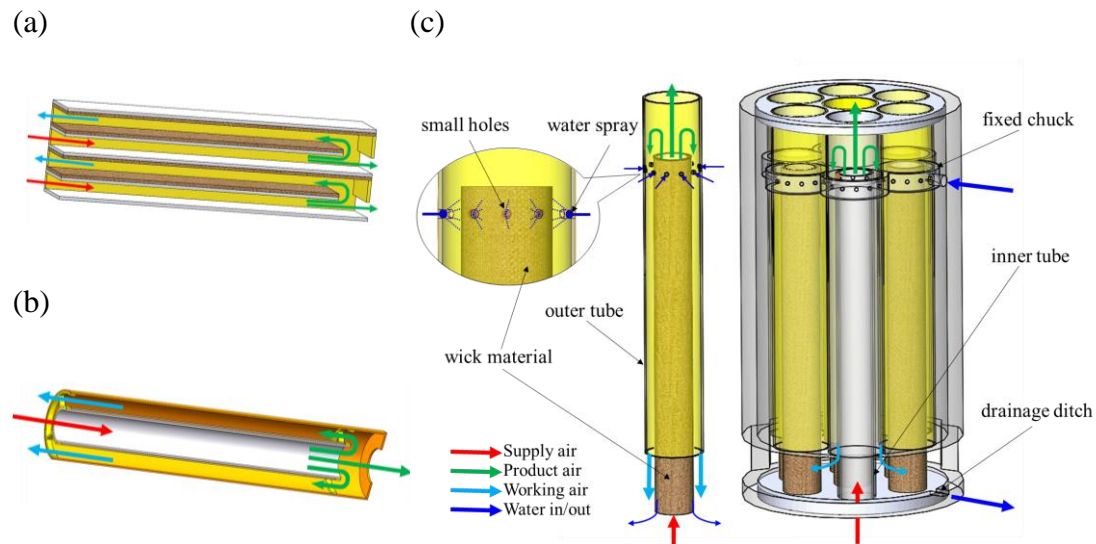 (a)
(c)
small holes
water spray
fixed chuck
inner tube
(b)
outer tube
wick material
drainage ditch
Supply air
Product air
Working air
Water in/out